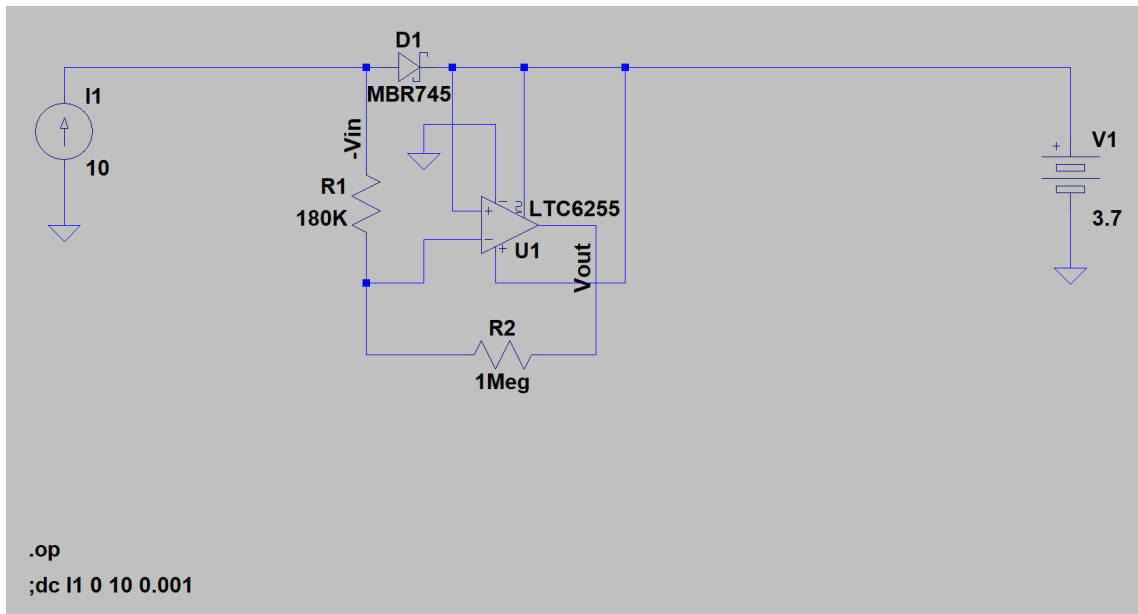 D1
MBR745
I1
10
-Vin
R1
180K
LTC6255
U1
Vout
R2
1Meg
V1
3.7
.op
;dc I1 0 10 0.001